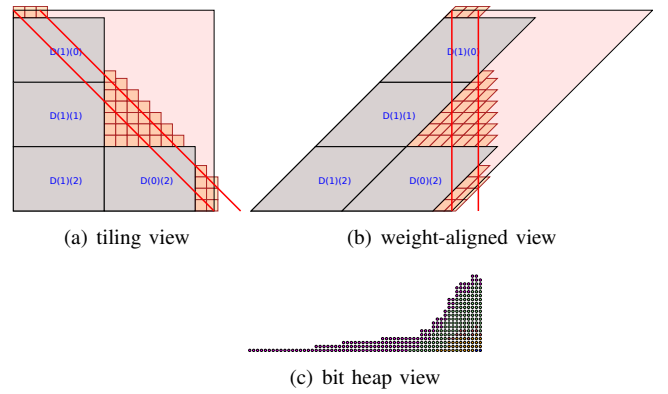 D(1)(0)
D(1)(1)
D(1)(2)
D(0)(2)
D(1)(0)
D(1)(1)
D(1)(2)
D(0)(2)
(a) tiling view
(b) weight-aligned view
(c) bit heap view